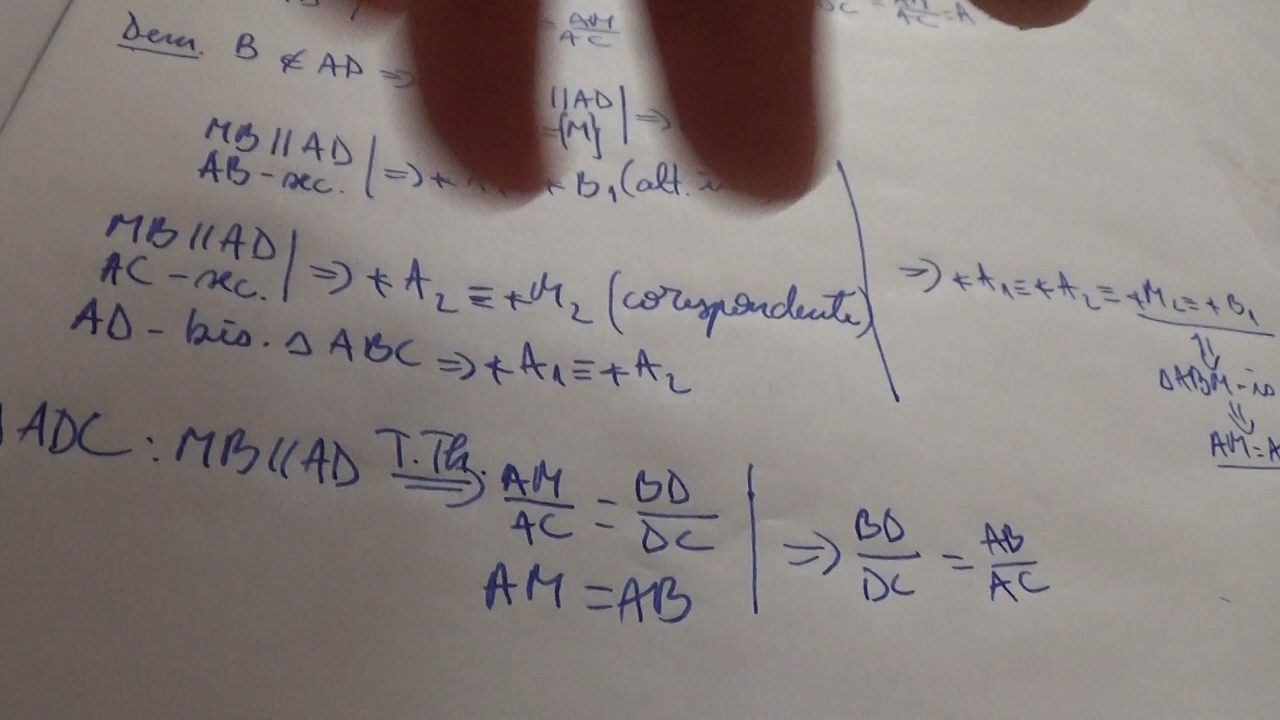 AM/AC
Dem. B ∉ AD ⇒
|| AD | ⇒
= {M}
MB || AD | ⇒ ∢ ∢ B₁ (alt.
AB - sec.
MB || AD | ⇒ ∢ A₂ ≡ ∢ M₂ (corespondente)
AC - sec.
AD - bis. Δ ABC ⇒ ∢ A₁ ≡ ∢ A₂
⇒ ∢ A₁ ≡ ∢ A₂ ≡ ∢ M₂ ≡ ∢ B₁
⇓
Δ ABM - is
⇓
AM = A
ADC : MB || AD T.Th. ⇒ AM/AC = BD/DC
AM = AB
⇒ BD/DC = AB/AC